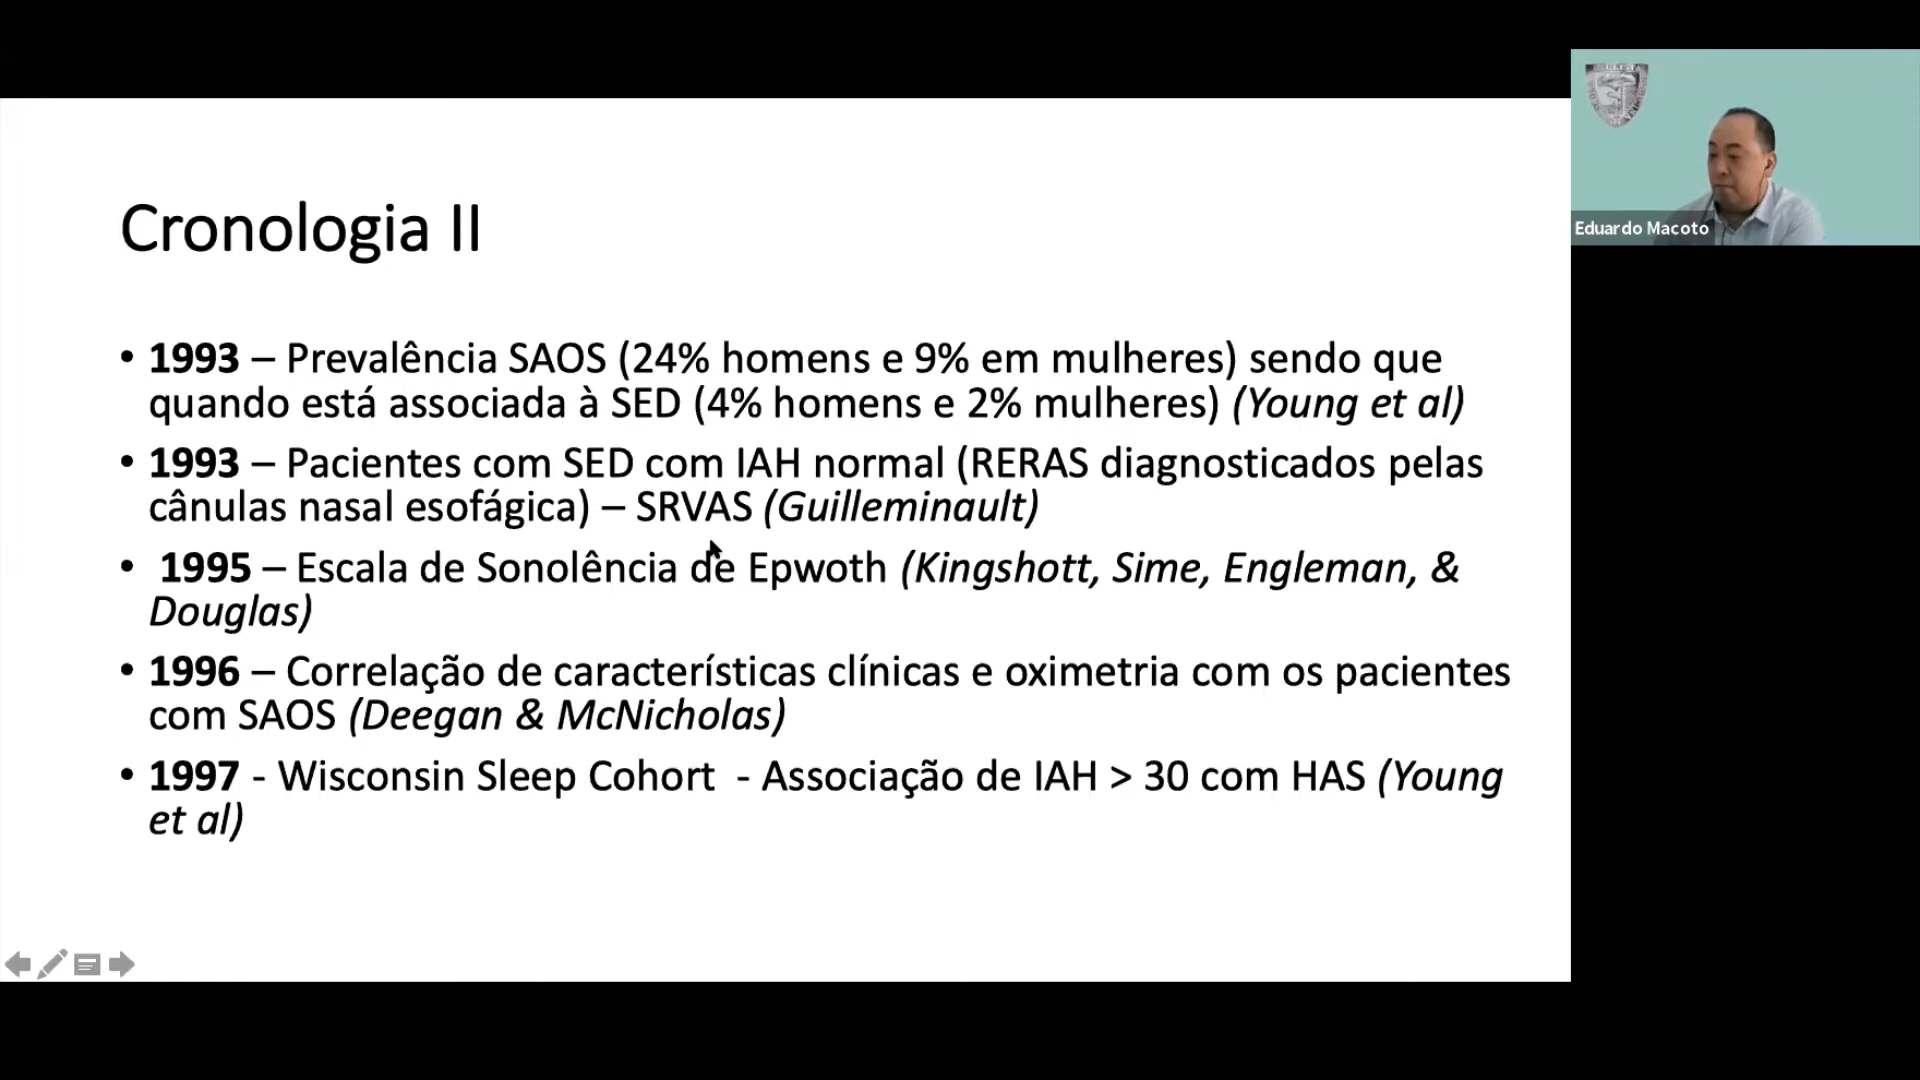 Cronologia II
• 1993 – Prevalência SAOS (24% homens e 9% em mulheres) sendo que
quando está associada à SED (4% homens e 2% mulheres) (Young et al)
• 1993 – Pacientes com SED com IAH normal (RERAS diagnosticados pelas
cânulas nasal esofágica) – SRVAS (Guilleminault)
• 1995 – Escala de Sonolência de Epwoth (Kingshott, Sime, Engleman, &
Douglas)
• 1996 – Correlação de características clínicas e oximetria com os pacientes
com SAOS (Deegan & McNicholas)
• 1997 - Wisconsin Sleep Cohort - Associação de IAH > 30 com HAS (Young
et al)
Eduardo Macoto